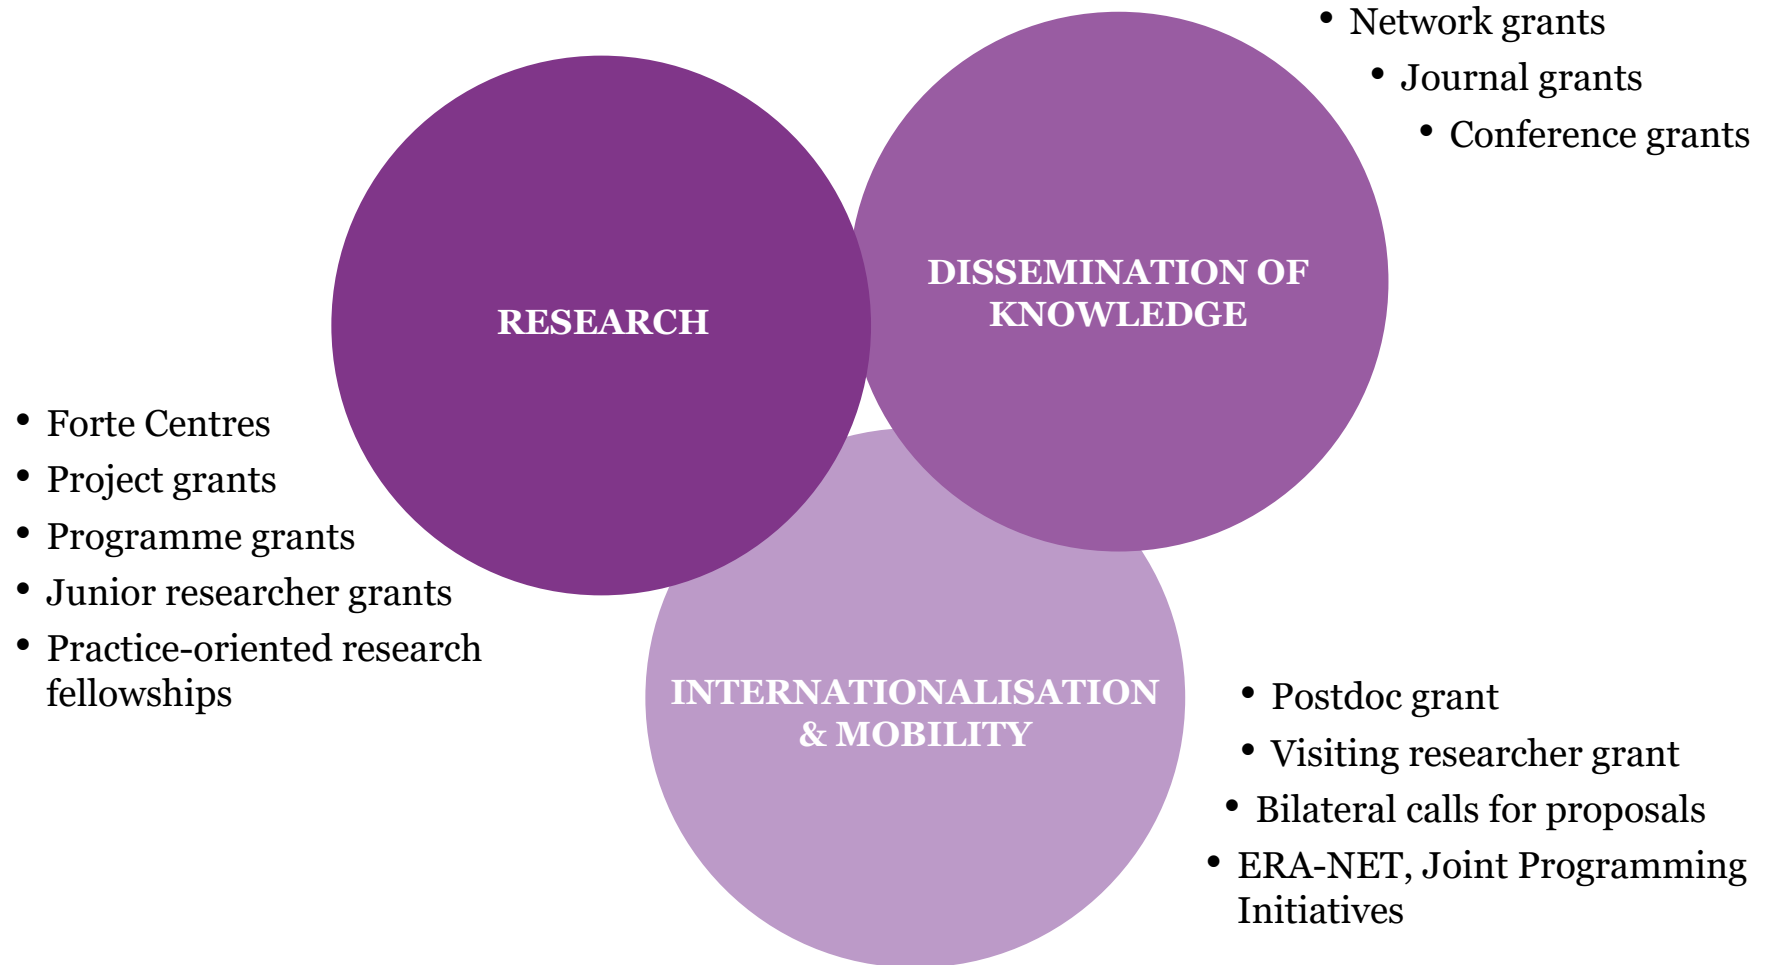 • Network grants
• Journal grants
• Conference grants
DISSEMINATION OF
KNOWLEDGE
RESEARCH
• Forte Centres
• Project grants
• Programme grants
• Junior researcher grants
• Practice-oriented research
fellowships
INTERNATIONALISATION
& MOBILITY
• Postdoc grant
• Visiting researcher grant
• Bilateral calls for proposals
• ERA-NET, Joint Programming
Initiatives